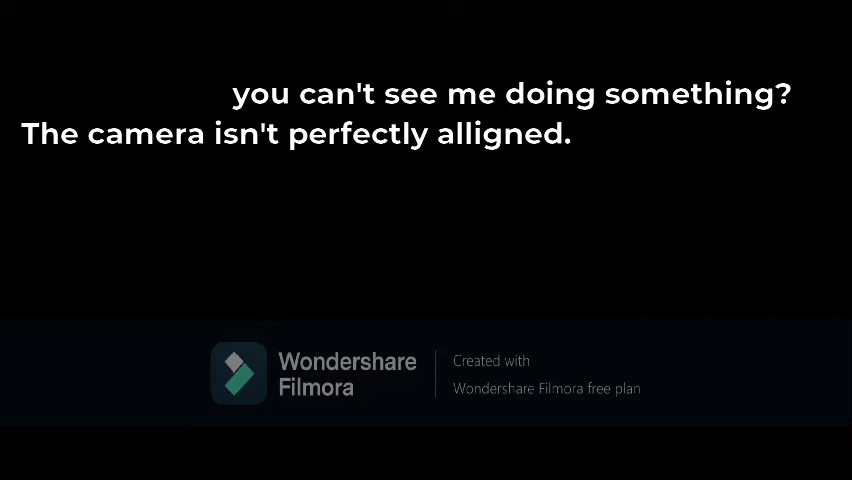 you can't see me doing something?
The camera isn't perfectly alligned.
Wondershare
Filmora
Created with
Wondershare Filmora free plan